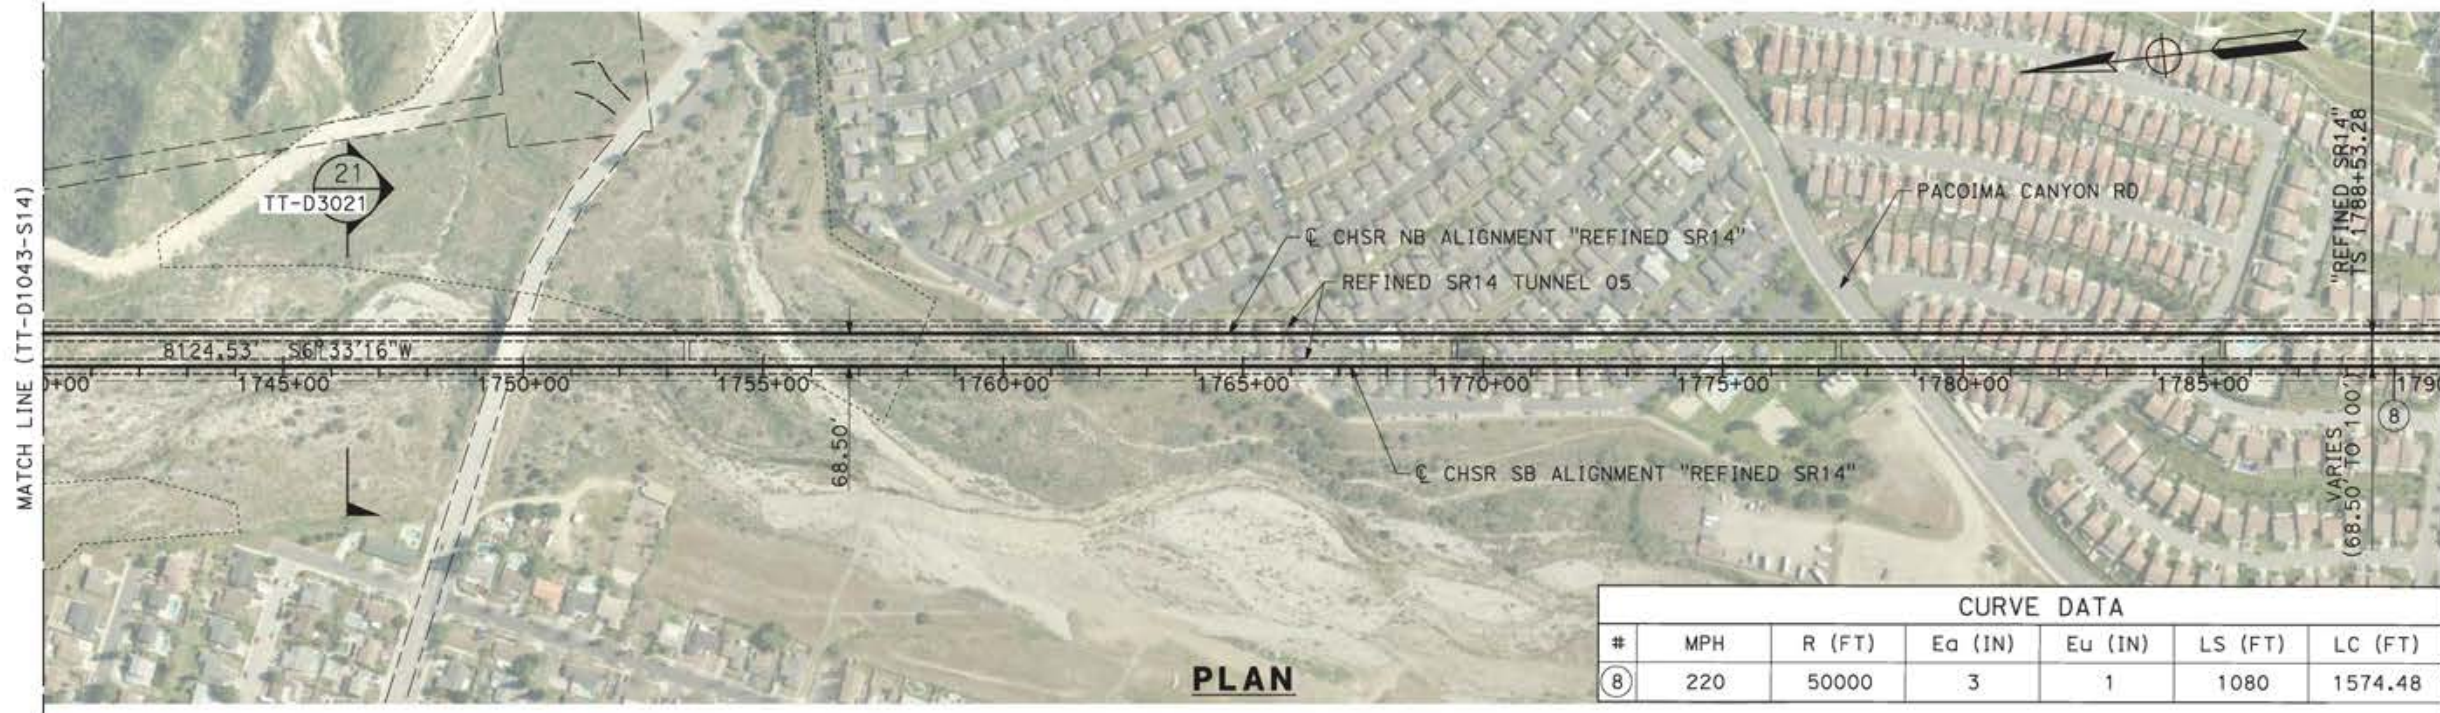 MATCH LINE (TT-D1043-S14)
21
TT-D3021
PACOIMA CANYON RD
"REFINED SR14"
TS 1788+53.28
℄ CHSR NB ALIGNMENT "REFINED SR14"
REFINED SR14 TUNNEL 05
8124.53' S6°33'16"W
0+00 1745+00 1750+00 1755+00 1760+00 1765+00 1770+00 1775+00 1780+00 1785+00 1790
8
68.50'
℄ CHSR SB ALIGNMENT "REFINED SR14"
VARIES
(68.50' TO 100')
CURVE DATA
# MPH R (FT) Ea (IN) Eu (IN) LS (FT) LC (FT)
8 220 50000 3 1 1080 1574.48
PLAN